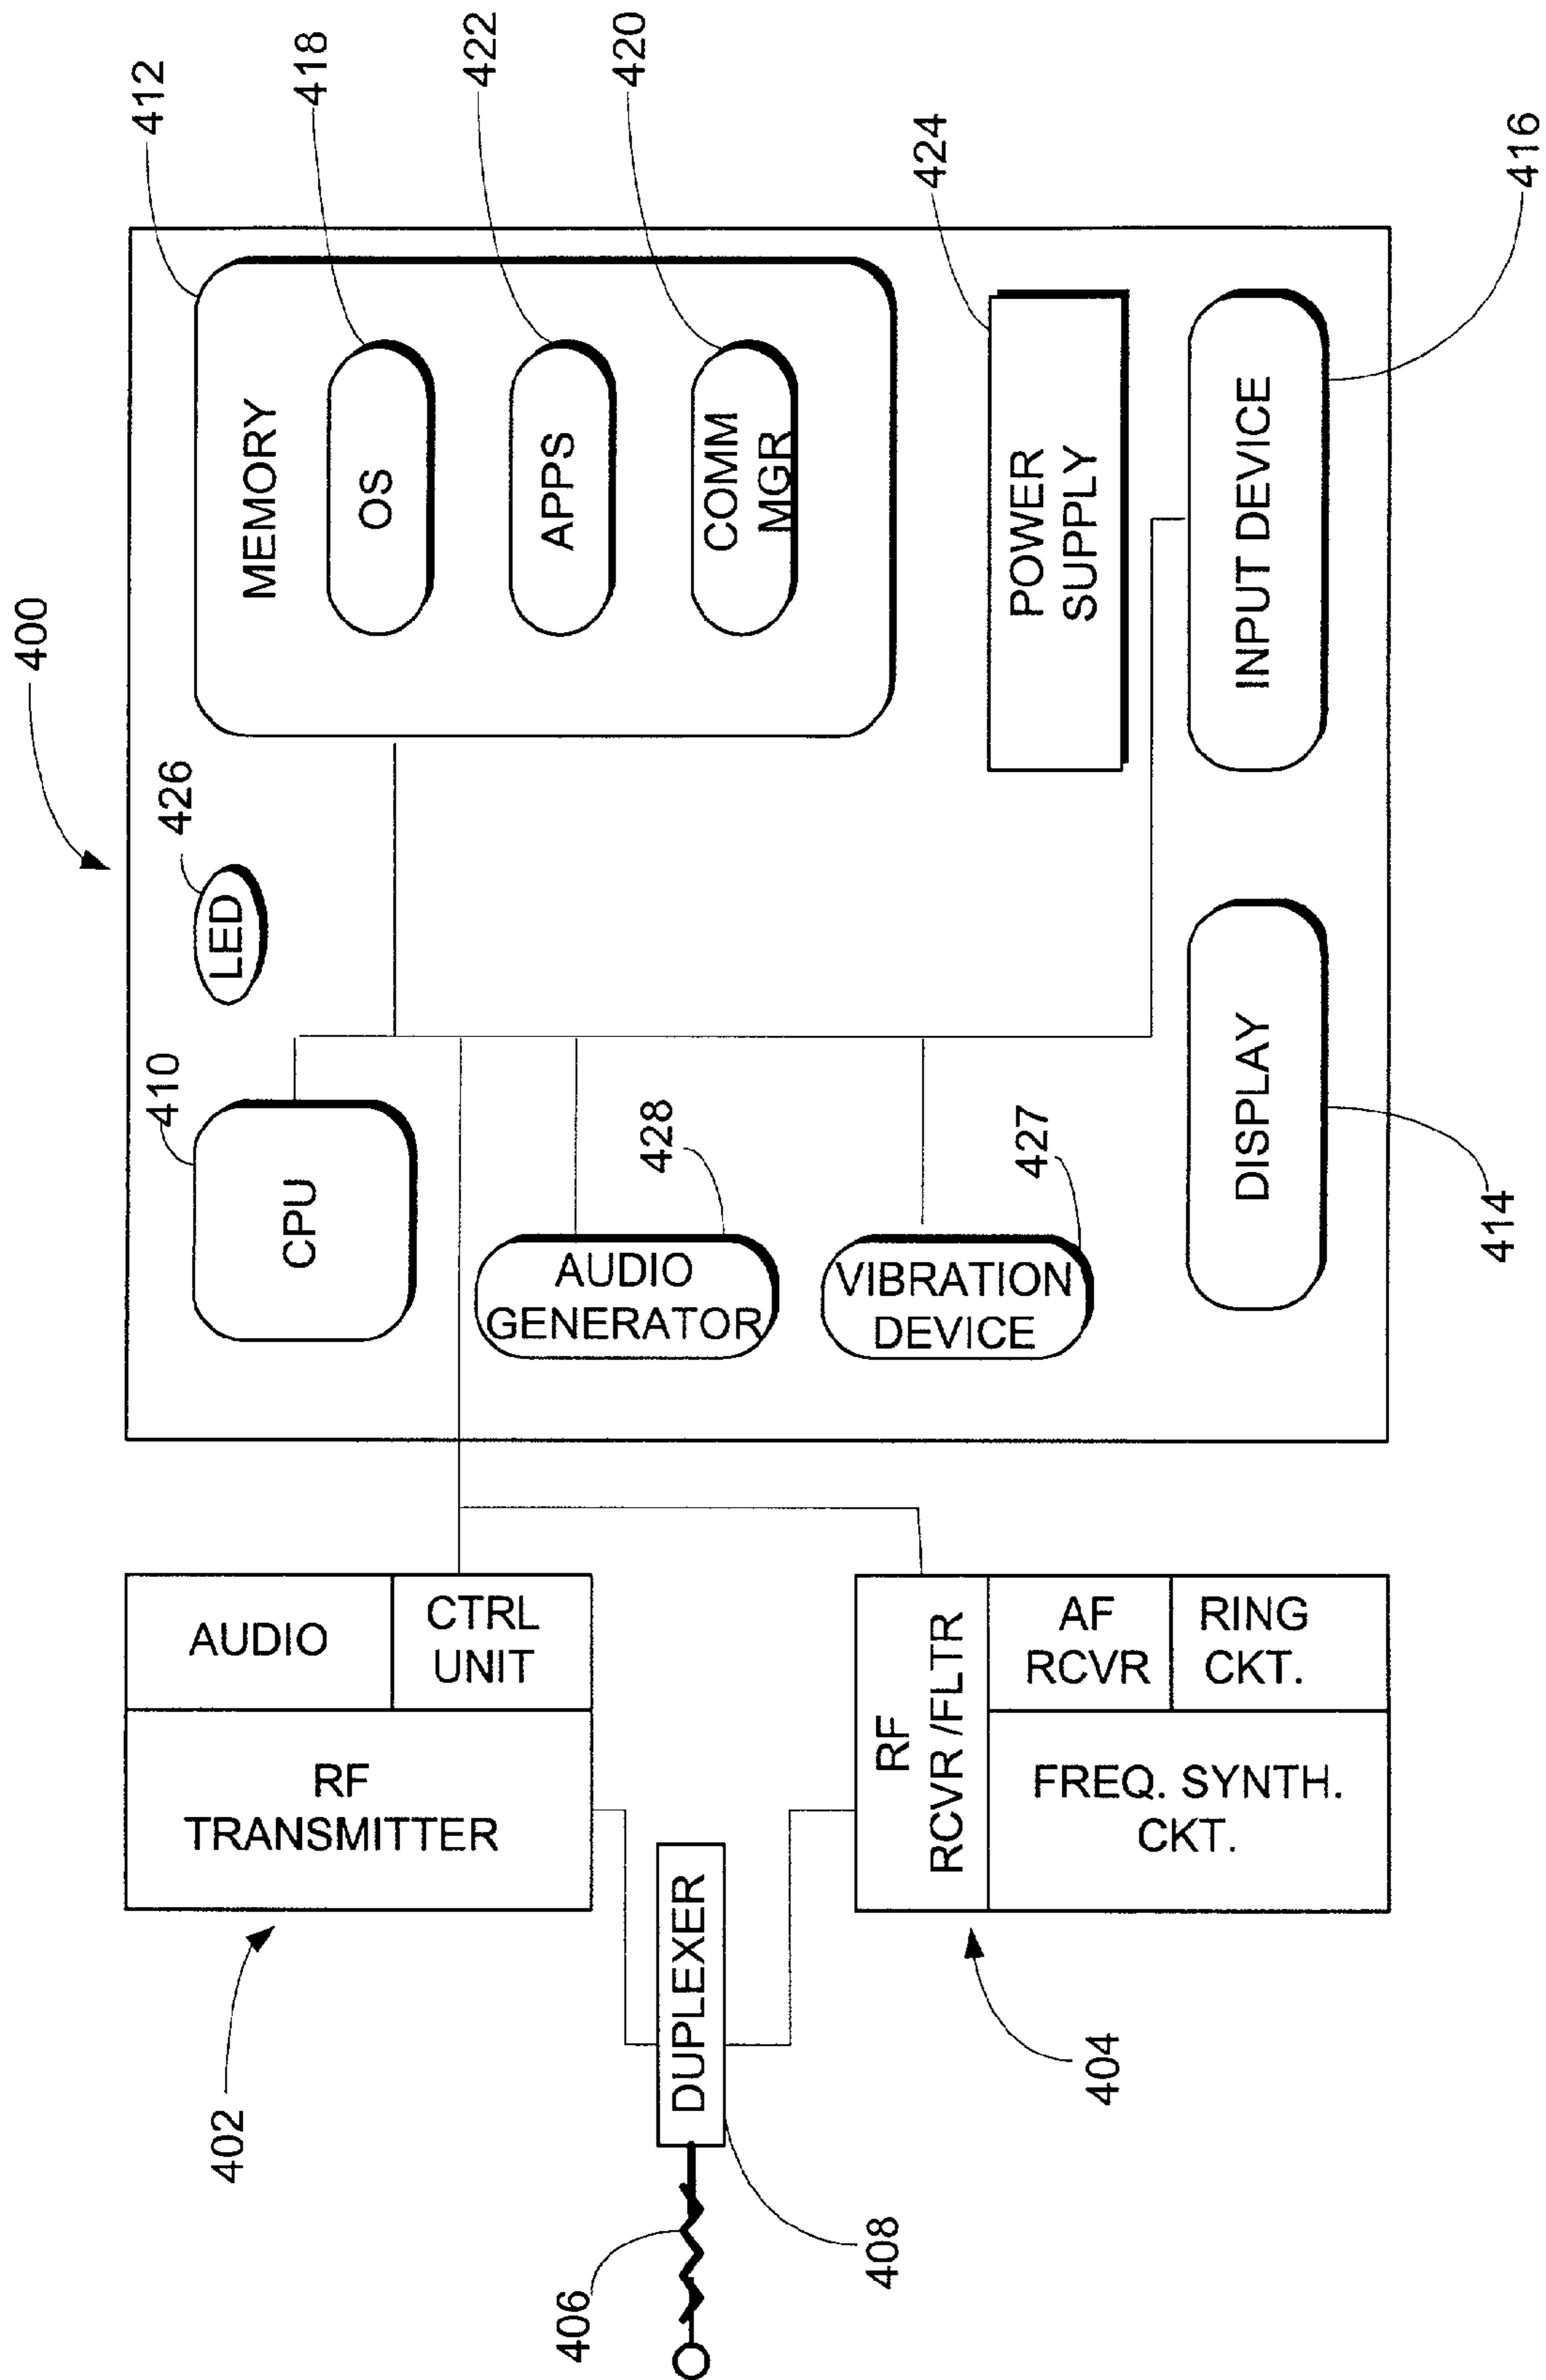 400
402
AUDIO
RF
TRANSMITTER
CTRL
UNIT
410
CPU
426
LED
412
MEMORY
418
OS
422
APPS
420
COMM
MGR
406
DUPLEXER
408
AUDIO
GENERATOR
428
VIBRATION
DEVICE
427
424
POWER
SUPPLY
404
RF
RCVR /FLTR
AF
RCVR
RING
CKT.
FREQ. SYNTH.
CKT.
DISPLAY
414
INPUT DEVICE
416